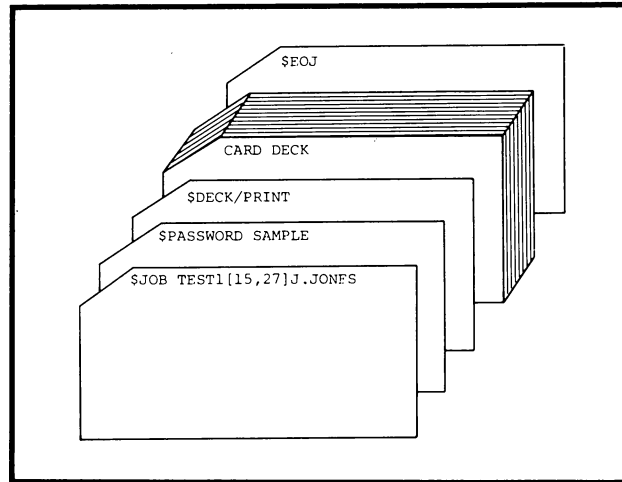 $EOJ
CARD DECK
$DECK/PRINT
$PASSWORD SAMPLE
$JOB TEST1[15,27]J.JONES